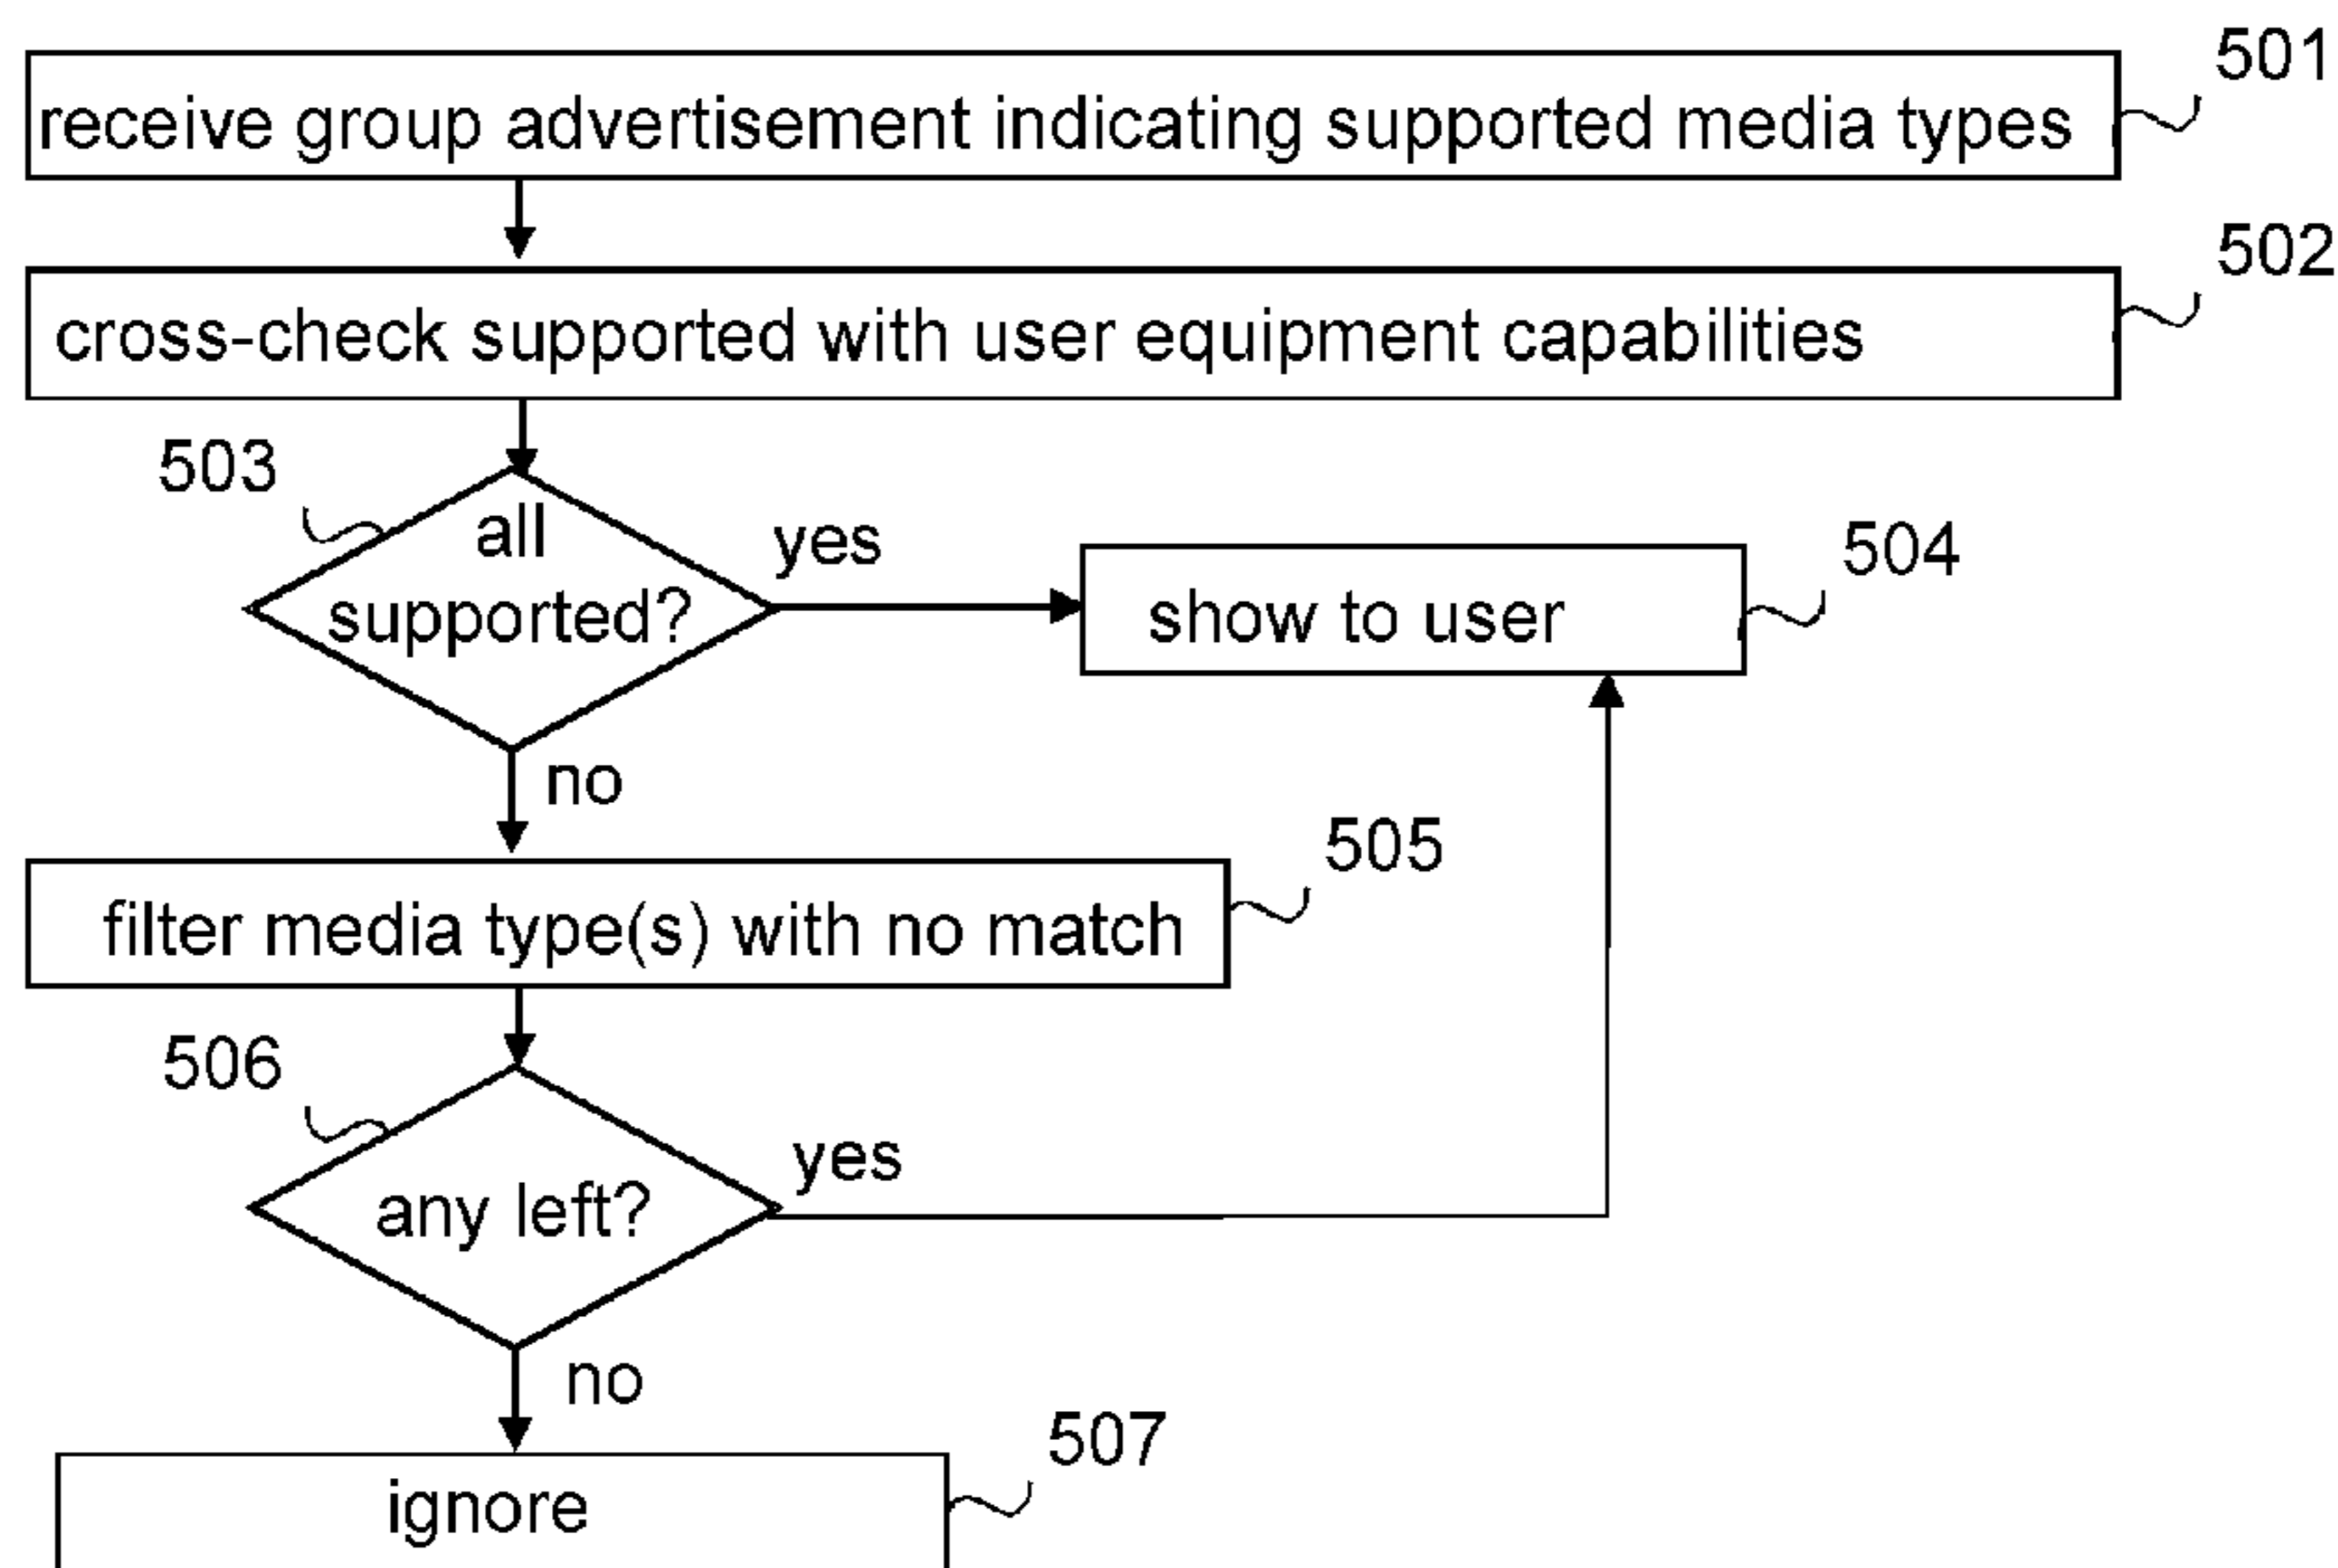 501
receive group advertisement indicating supported media types
502
cross-check supported with user equipment capabilities
503
all
supported?
yes
504
show to user
no
505
filter media type(s) with no match
506
any left?
yes
no
507
ignore